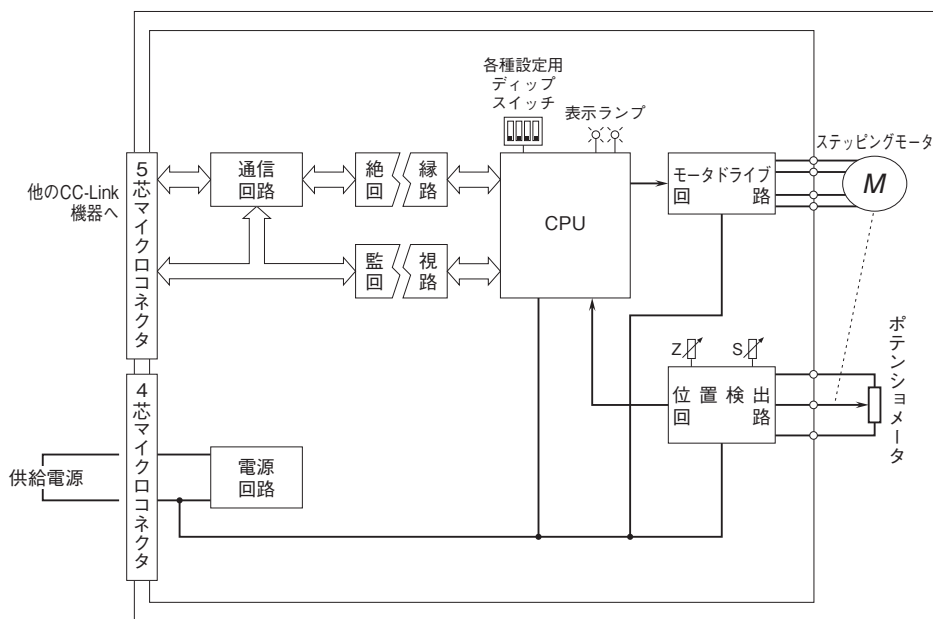 各種設定用
ディップ
スイッチ
表示ランプ
ステッピングモータ
他のCC-Link
機器へ
5芯マイクロコネクタ
通信
回路
絶縁
回路
CPU
モータドライブ
回路
M
監視
回路
Z
S
位置検出
回路
ポテンショメータ
供給電源
4芯マイクロコネクタ
電源
回路